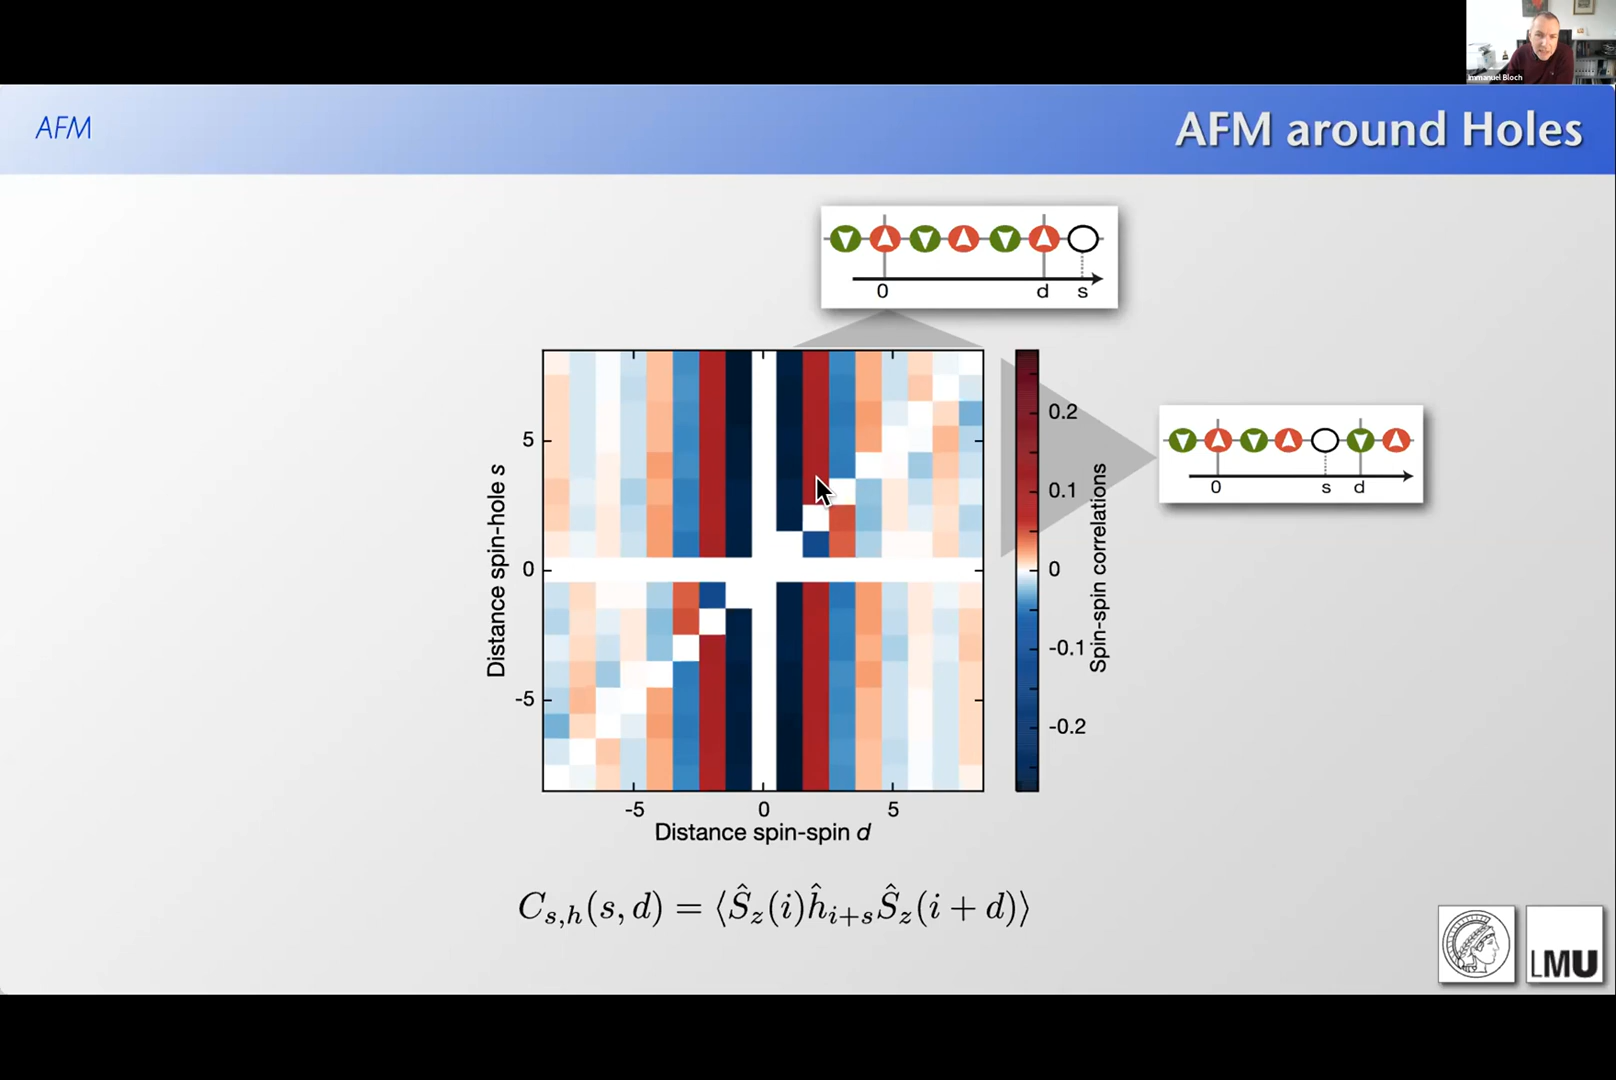 Immanuel Bloch
AFM
AFM around Holes
0 d s
0 s d
Distance spin-hole s
5
0
-5
-5 0 5
Distance spin-spin d
0.2
0.1
0
-0.1
-0.2
Spin-spin correlations
C_{s,h}(s, d) = ⟨Ŝ_z(i)ĥ_{i+s}Ŝ_z(i + d)⟩
LMU